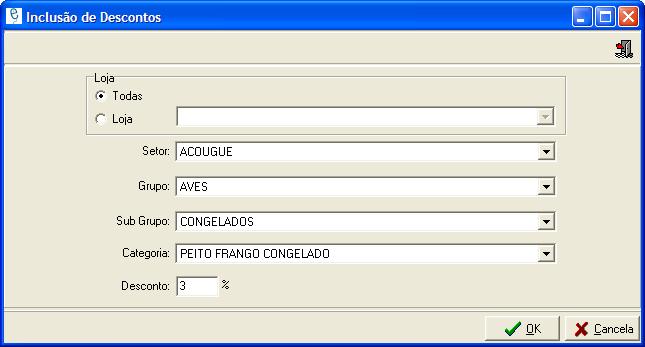 Inclusão de Descontos
Loja
Todas
Loja
Setor: ACOUGUE
Grupo: AVES
Sub Grupo: CONGELADOS
Categoria: PEITO FRANGO CONGELADO
Desconto: 3 %
OK Cancela